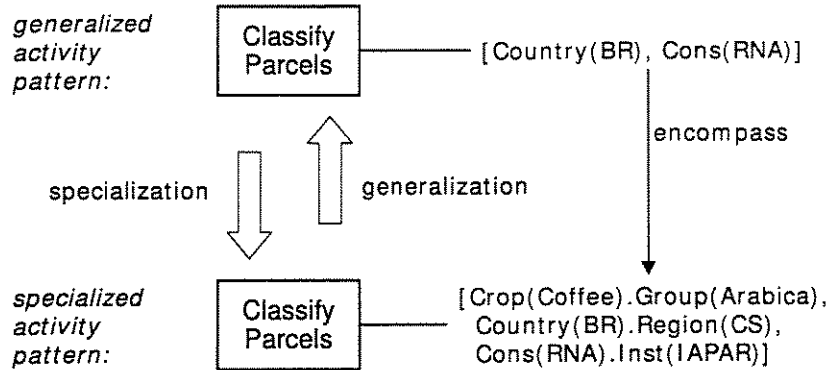 generalized
activity
pattern:
Classify
Parcels
[Country(BR), Cons(RNA)]
encompass
specialization
generalization
specialized
activity
pattern:
Classify
Parcels
[Crop(Coffee).Group(Arabica),
Country(BR).Region(CS),
Cons(RNA).Inst(IAPAR)]